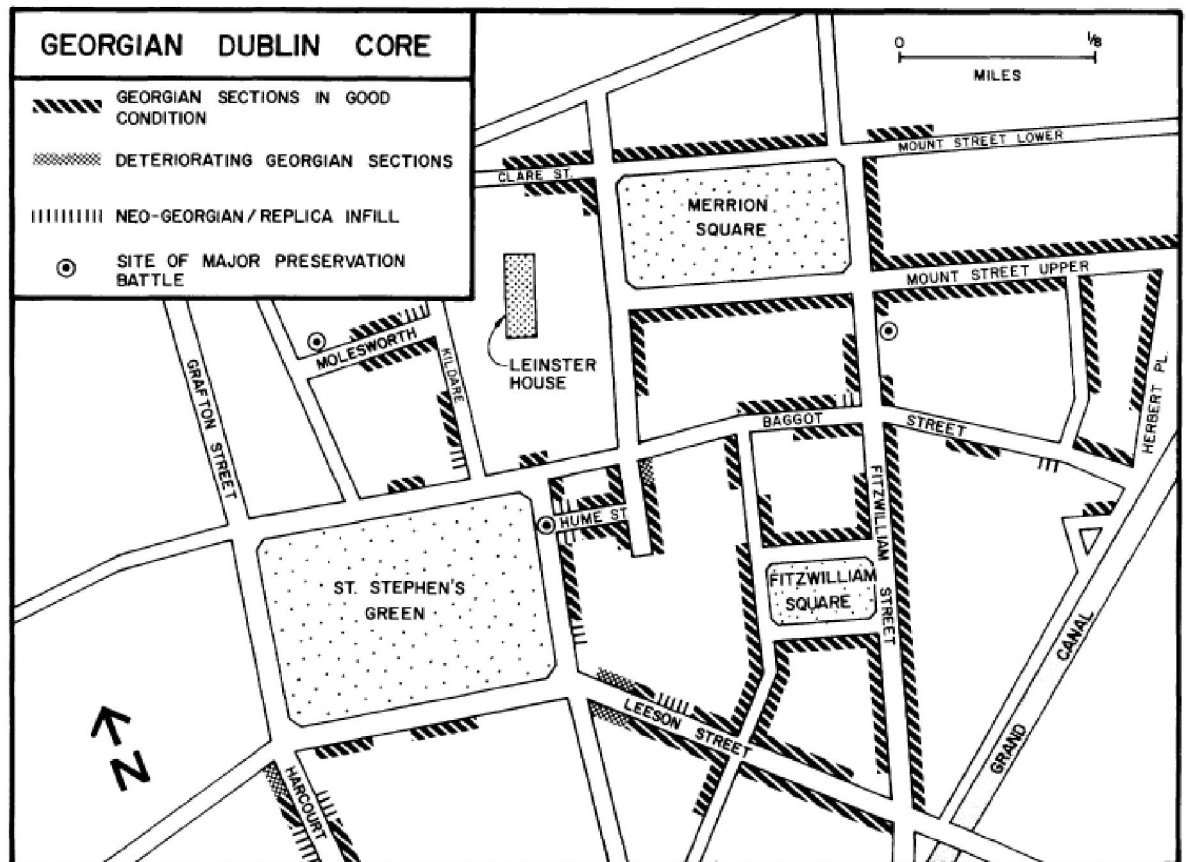 GEORGIAN DUBLIN CORE
GEORGIAN SECTIONS IN GOOD
CONDITION
DETERIORATING GEORGIAN SECTIONS
NEO-GEORGIAN/REPLICA INFILL
SITE OF MAJOR PRESERVATION
BATTLE
0 1/8
MILES
MOUNT STREET LOWER
CLARE ST.
MERRION
SQUARE
MOUNT STREET UPPER
LEINSTER
HOUSE
MOLESWORTH
KILDARE
GRAFTON STREET
HERBERT PL.
BAGGOT STREET
FITZWILLIAM STREET
HUME ST.
ST. STEPHEN'S
GREEN
FITZWILLIAM
SQUARE
LEESON STREET
GRAND CANAL
HARCOURT
N